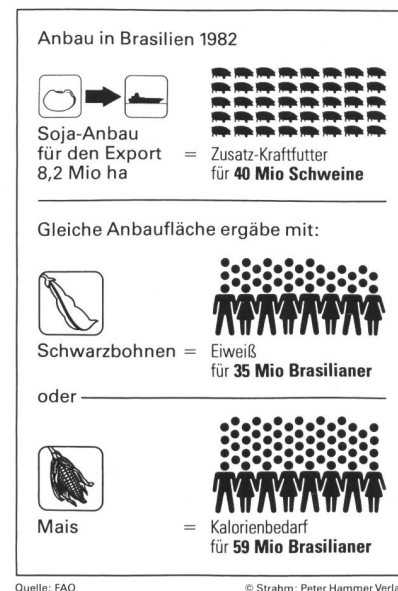 Anbau in Brasilien 1982
Soja-Anbau
für den Export = Zusatz-Kraftfutter
8,2 Mio ha für 40 Mio Schweine
Gleiche Anbaufläche ergäbe mit:
Schwarzbohnen = Eiweiß
für 35 Mio Brasilianer
oder
Mais = Kalorienbedarf
für 59 Mio Brasilianer
Quelle: FAO © Strahm: Peter Hammer Verla